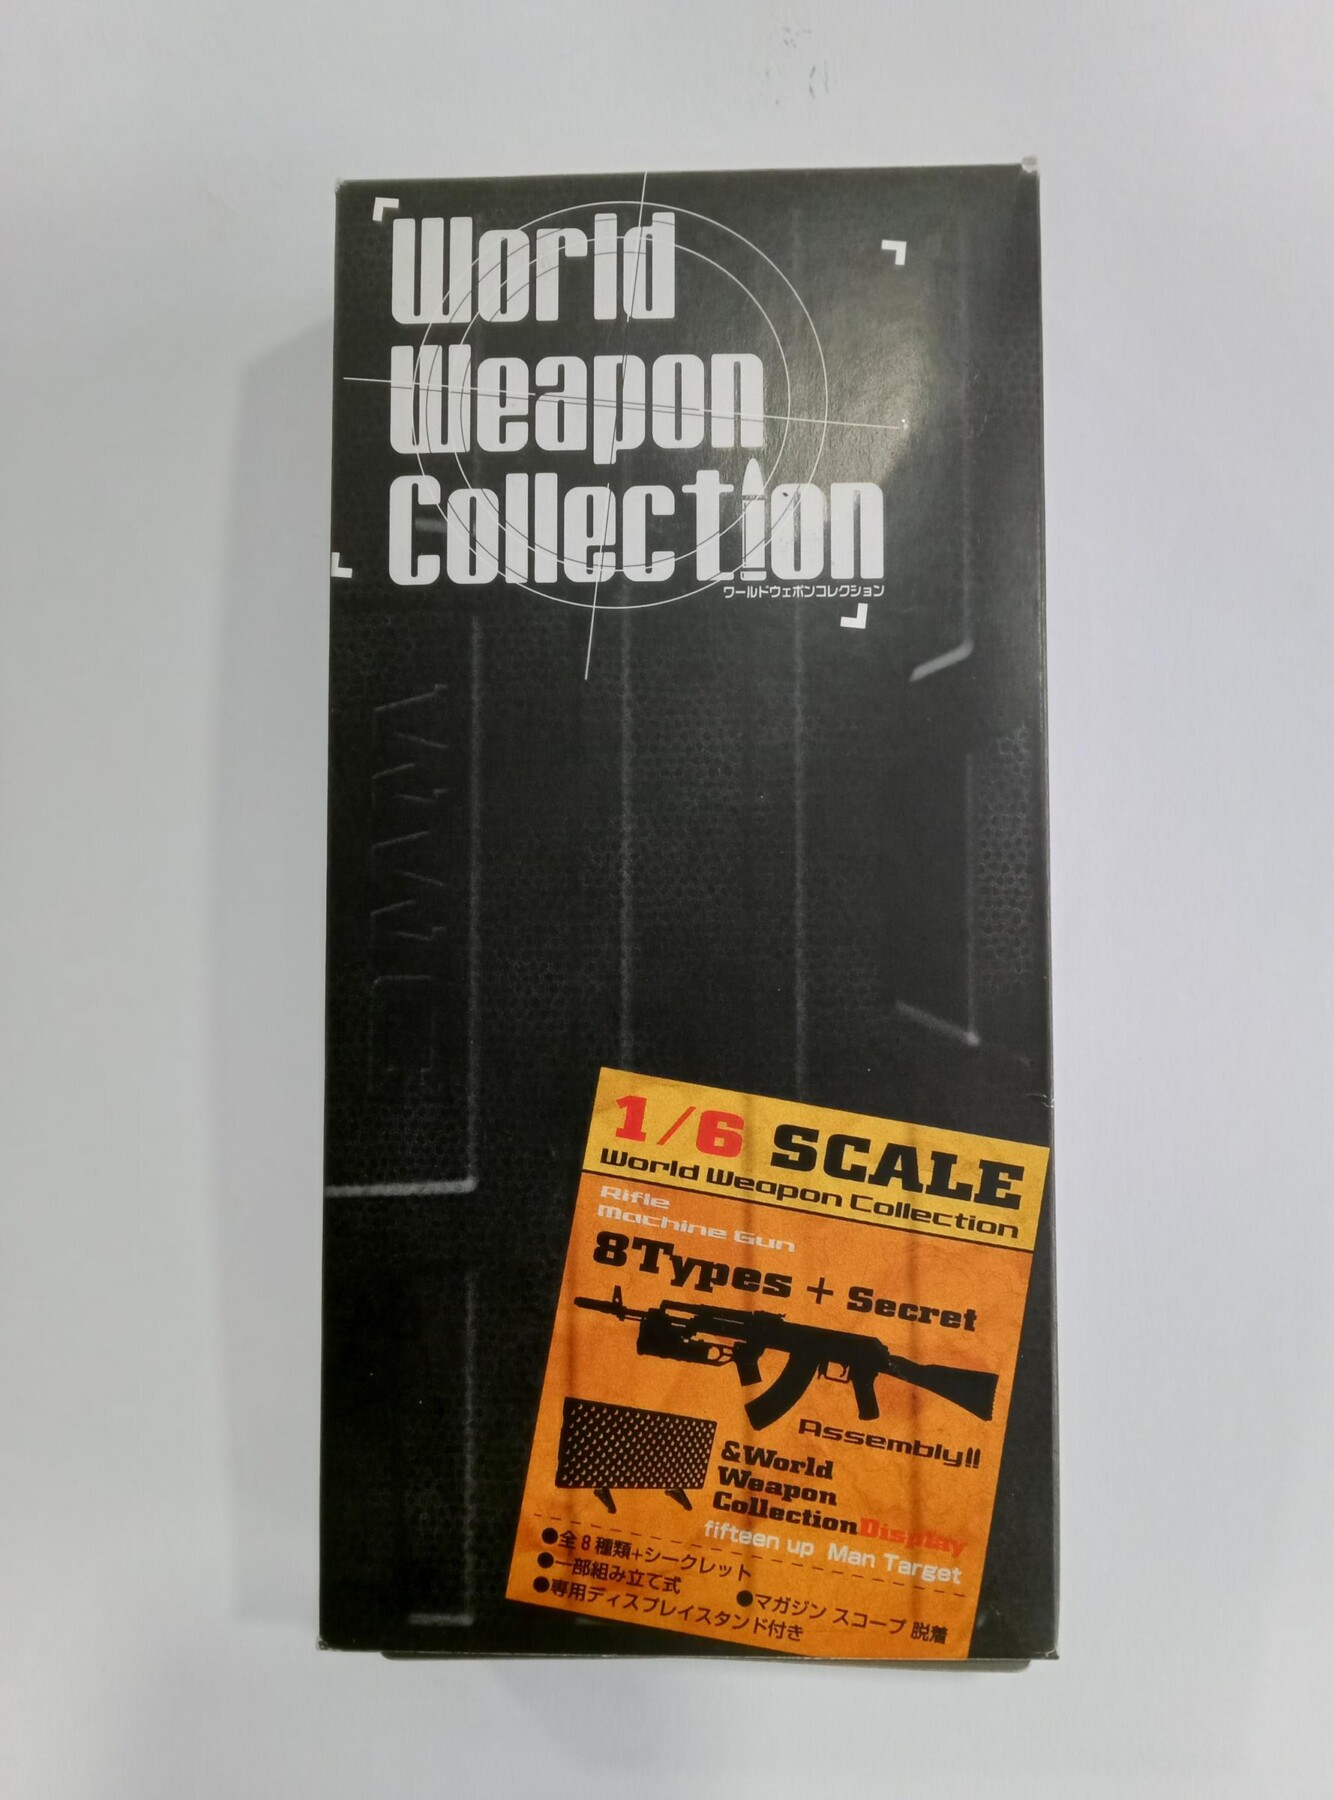 World
Weapon
Collection
ワールドウェポンコレクション
1/6 SCALE
World Weapon Collection
Rifle
Machine Gun
8Types + Secret
Assembly!!
&World
Weapon
CollectionDisplay
fifteen up Man Target
●全8種類+シークレット
●一部組み立て式
●マガジン スコープ 脱着
●専用ディスプレイスタンド付き